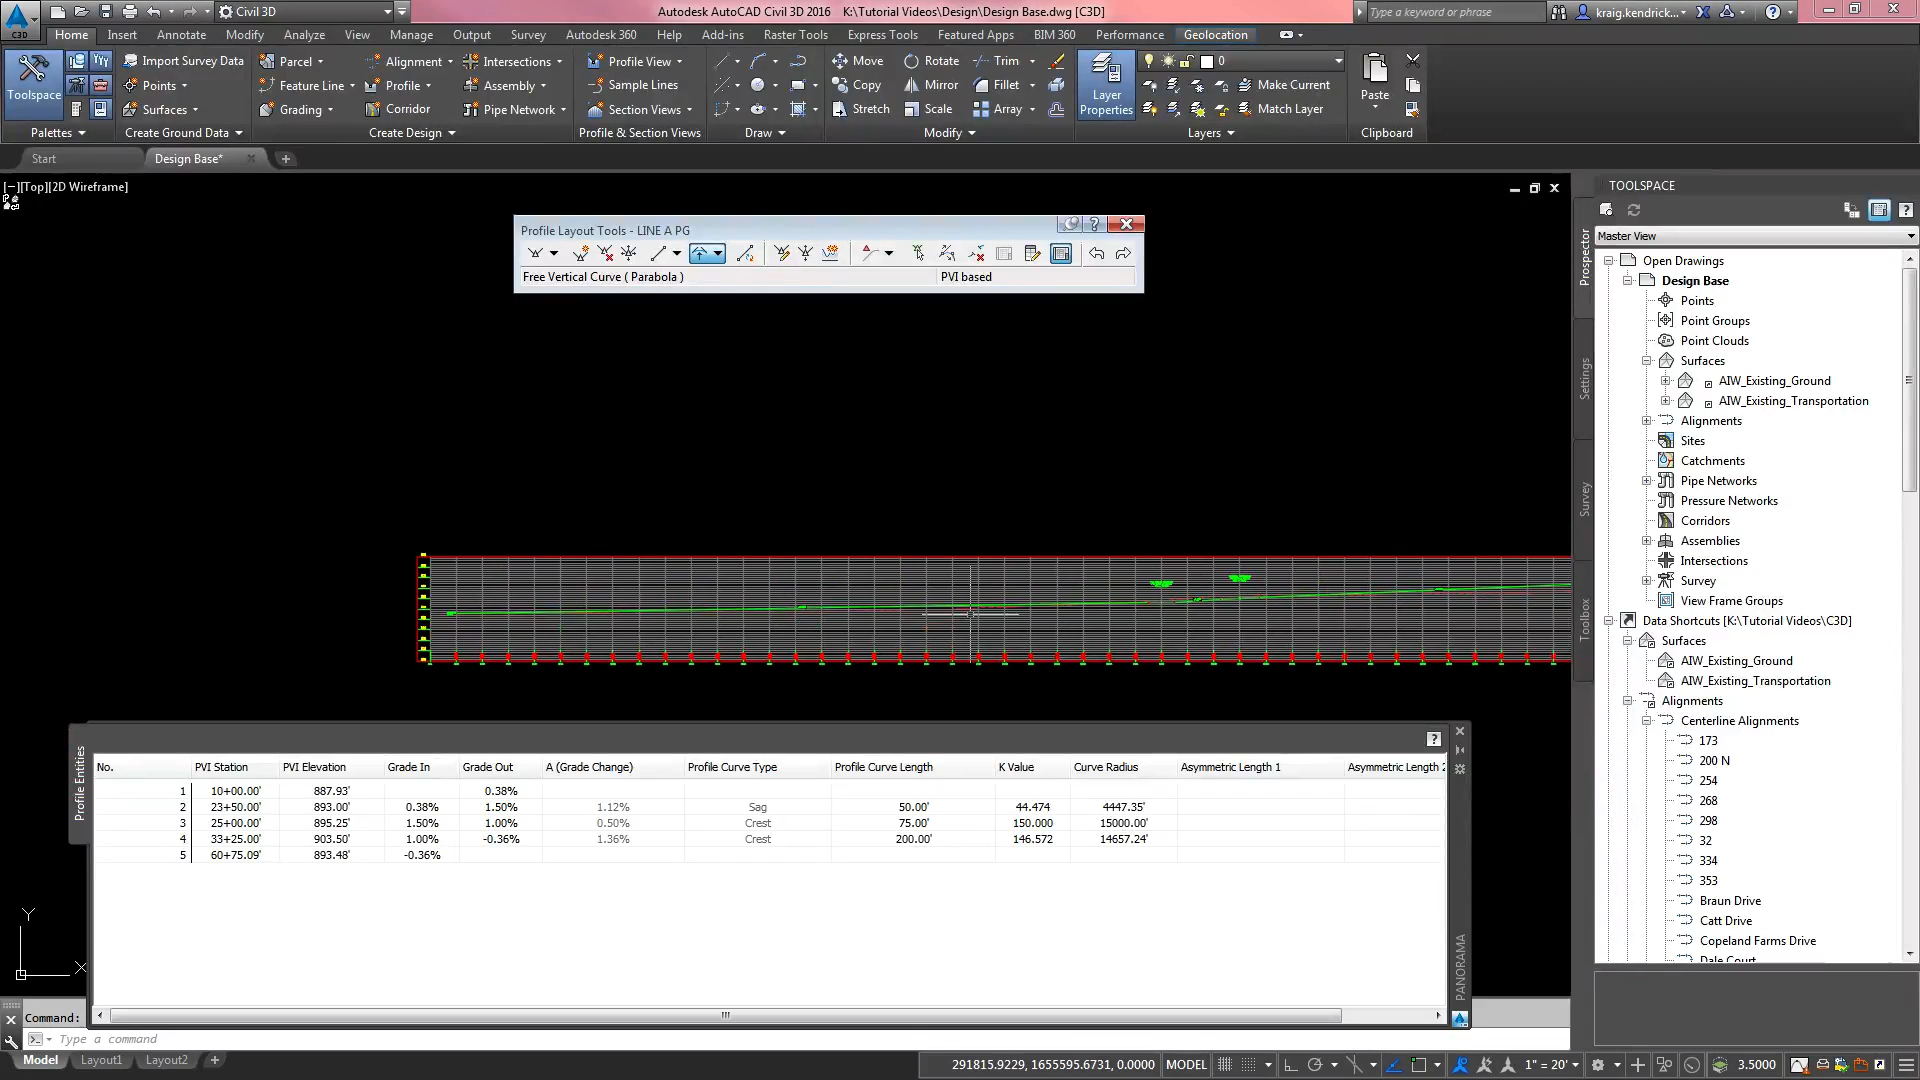 Civil 3D
Autodesk AutoCAD Civil 3D 2016 K:\Tutorial Videos\Design\Design Base.dwg [C3D]
Type a keyword or phrase
kraig.kendrick...
C3D
Home Insert Annotate Modify Analyze View Manage Output Survey Autodesk 360 Help Add-ins Raster Tools Express Tools Featured Apps BIM 360 Performance Geolocation
Import Survey Data Parcel Alignment Intersections Profile View Move Rotate Trim 0
Toolspace Points Feature Line Profile Assembly Sample Lines Copy Mirror Fillet Layer Properties Make Current Paste
Surfaces Grading Corridor Pipe Network Section Views Stretch Scale Array Match Layer
Palettes Create Ground Data Create Design Profile & Section Views Draw Modify Layers Clipboard
Start Design Base*
[−][Top][2D Wireframe]
Profile Layout Tools - LINE A PG
Free Vertical Curve ( Parabola ) PVI based
TOOLSPACE
Master View
Prospector
Settings
Survey
Toolbox
Open Drawings
Design Base
Points
Point Groups
Point Clouds
Surfaces
AIW_Existing_Ground
AIW_Existing_Transportation
Alignments
Sites
Catchments
Pipe Networks
Pressure Networks
Corridors
Assemblies
Intersections
Survey
View Frame Groups
Data Shortcuts [K:\Tutorial Videos\C3D]
Surfaces
AIW_Existing_Ground
AIW_Existing_Transportation
Alignments
Centerline Alignments
173
200 N
254
268
298
32
334
353
Braun Drive
Catt Drive
Copeland Farms Drive
Dale Court
Profile Entities
No. PVI Station PVI Elevation Grade In Grade Out A (Grade Change) Profile Curve Type Profile Curve Length K Value Curve Radius Asymmetric Length 1 Asymmetric Length 2
1 10+00.00' 887.93' 0.38%
2 23+50.00' 893.00' 0.38% 1.50% 1.12% Sag 50.00' 44.474 4447.35'
3 25+00.00' 895.25' 1.50% 1.00% 0.50% Crest 75.00' 150.000 15000.00'
4 33+25.00' 903.50' 1.00% -0.36% 1.36% Crest 200.00' 146.572 14657.24'
5 60+75.09' 893.48' -0.36%
PANORAMA
Y
X
Command:
Type a command
Model Layout1 Layout2
291815.9229, 1655595.6731, 0.0000 MODEL 1" = 20' 3.5000